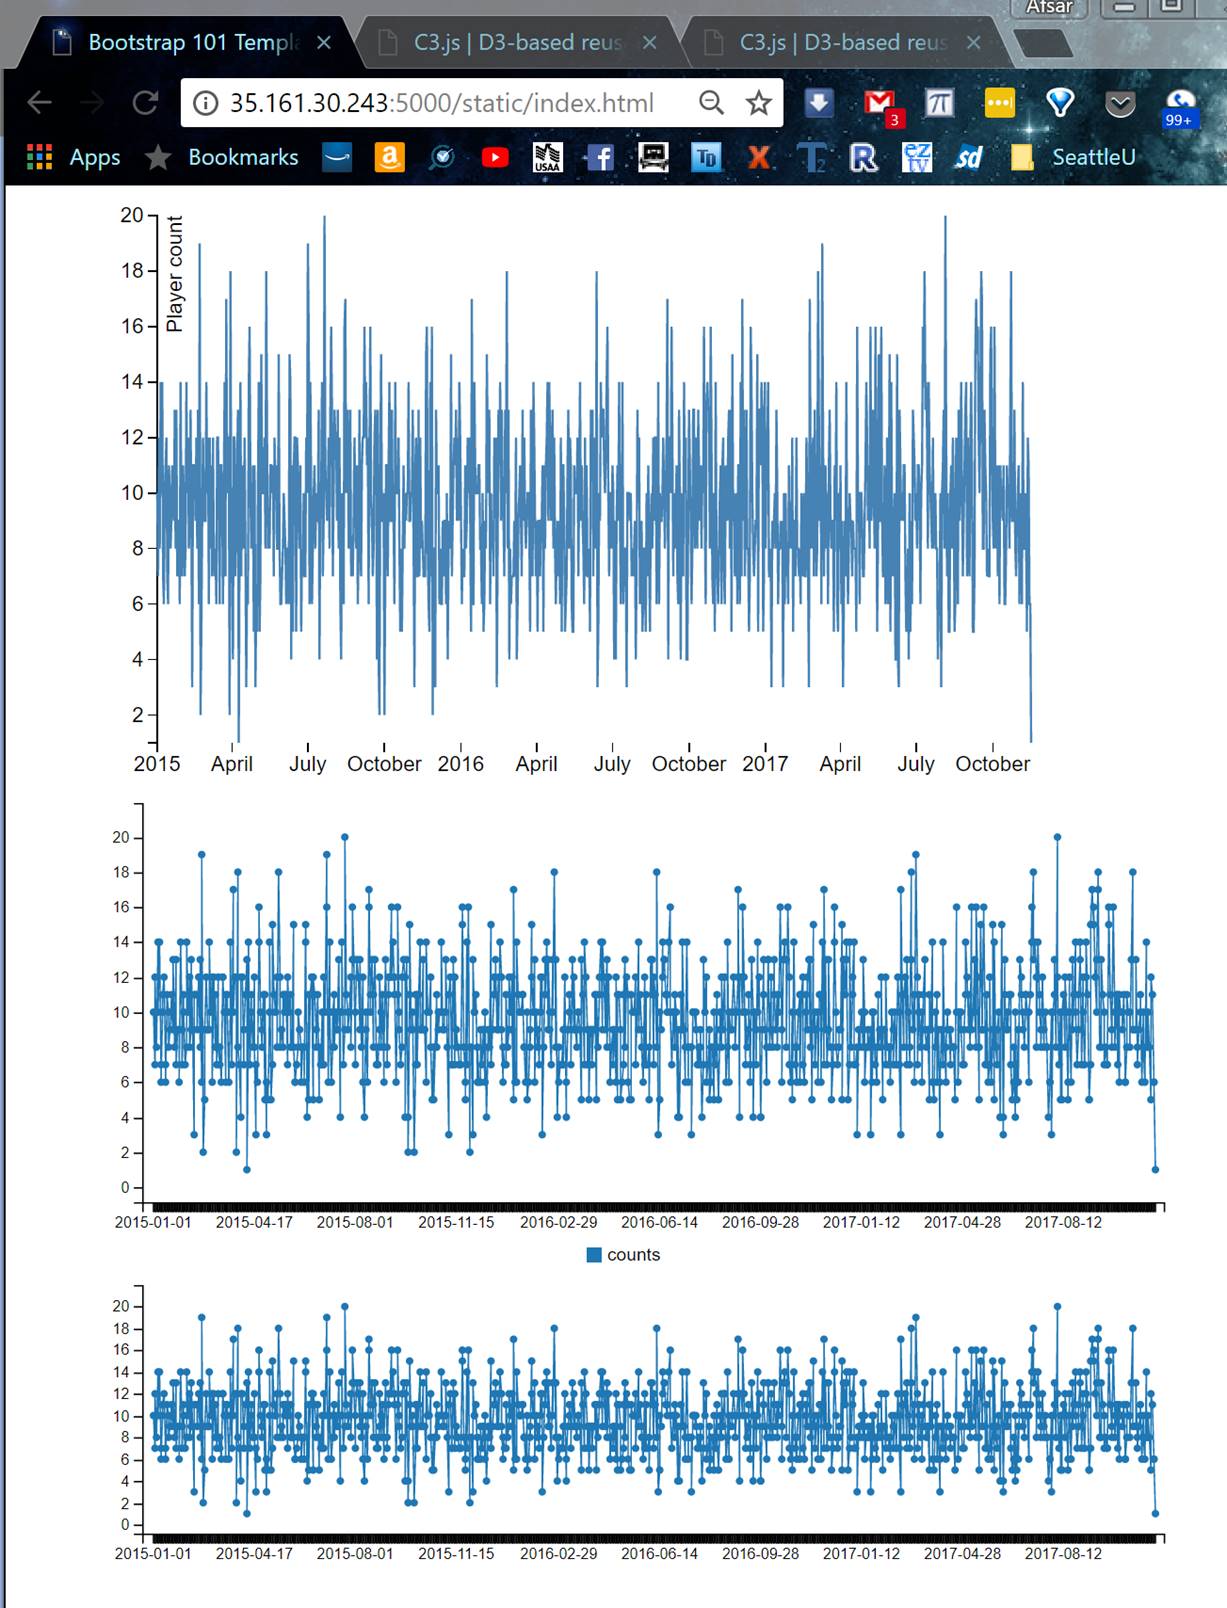 Afsar
Bootstrap 101 Templa
C3.js | D3-based reus
C3.js | D3-based reus
35.161.30.243:5000/static/index.html
3
99+
Apps
Bookmarks
a
USAA
TD
X
T2
R
ez
tv
sd
SeattleU
20
18
16
14
12
10
8
6
4
2
Player count
2015 April July October 2016 April July October 2017 April July October
20
18
16
14
12
10
8
6
4
2
0
2015-01-01 2015-04-17 2015-08-01 2015-11-15 2016-02-29 2016-06-14 2016-09-28 2017-01-12 2017-04-28 2017-08-12
counts
20
18
16
14
12
10
8
6
4
2
0
2015-01-01 2015-04-17 2015-08-01 2015-11-15 2016-02-29 2016-06-14 2016-09-28 2017-01-12 2017-04-28 2017-08-12